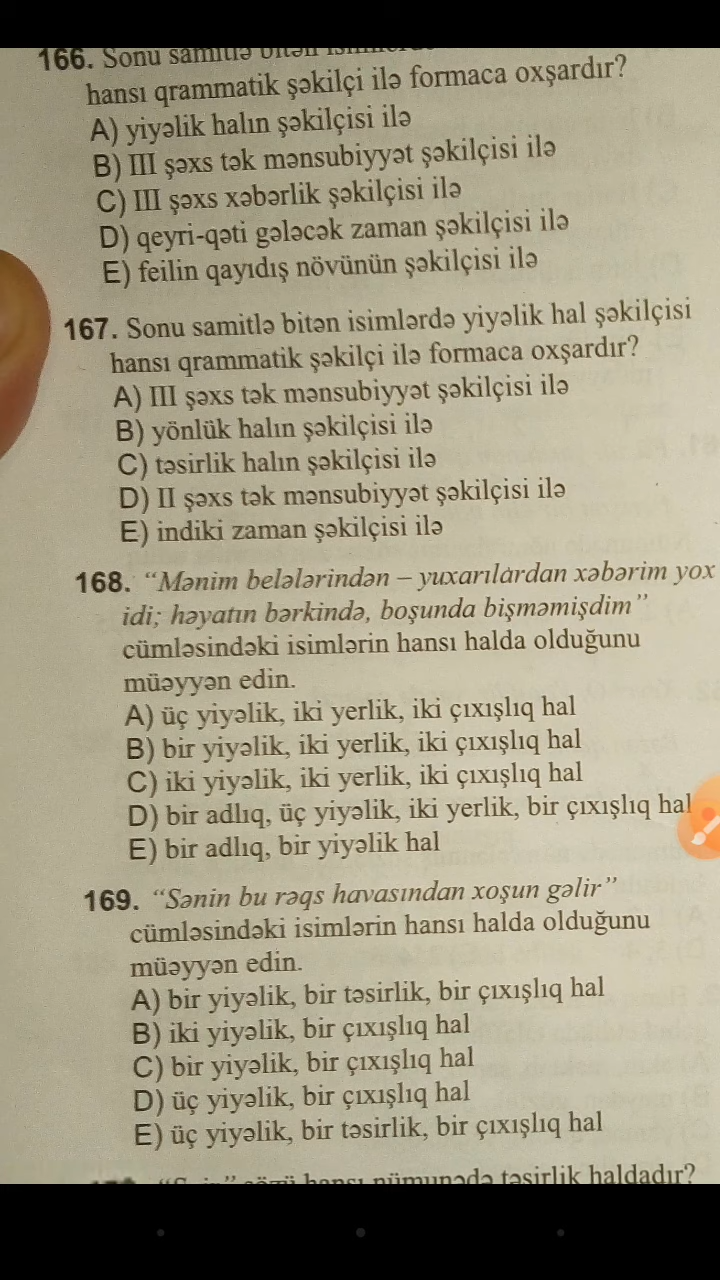 166. Sonu samitlə bitən
hansı qrammatik şəkilçi ilə formaca oxşardır?
A) yiyəlik halın şəkilçisi ilə
B) III şəxs tək mənsubiyyət şəkilçisi ilə
C) III şəxs xəbərlik şəkilçisi ilə
D) qeyri-qəti gələcək zaman şəkilçisi ilə
E) feilin qayıdış növünün şəkilçisi ilə
167. Sonu samitlə bitən isimlərdə yiyəlik hal şəkilçisi
hansı qrammatik şəkilçi ilə formaca oxşardır?
A) III şəxs tək mənsubiyyət şəkilçisi ilə
B) yönlük halın şəkilçisi ilə
C) təsirlik halın şəkilçisi ilə
D) II şəxs tək mənsubiyyət şəkilçisi ilə
E) indiki zaman şəkilçisi ilə
168. “Mənim belələrindən – yuxarılardan xəbərim yox
idi; həyatın bərkində, boşunda bişməmişdim”
cümləsindəki isimlərin hansı halda olduğunu
müəyyən edin.
A) üç yiyəlik, iki yerlik, iki çıxışlıq hal
B) bir yiyəlik, iki yerlik, iki çıxışlıq hal
C) iki yiyəlik, iki yerlik, iki çıxışlıq hal
D) bir adlıq, üç yiyəlik, iki yerlik, bir çıxışlıq hal
E) bir adlıq, bir yiyəlik hal
169. “Sənin bu rəqs havasından xoşun gəlir”
cümləsindəki isimlərin hansı halda olduğunu
müəyyən edin.
A) bir yiyəlik, bir təsirlik, bir çıxışlıq hal
B) iki yiyəlik, bir çıxışlıq hal
C) bir yiyəlik, bir çıxışlıq hal
D) üç yiyəlik, bir çıxışlıq hal
E) üç yiyəlik, bir təsirlik, bir çıxışlıq hal
hansı nümunədə təsirlik haldadır?